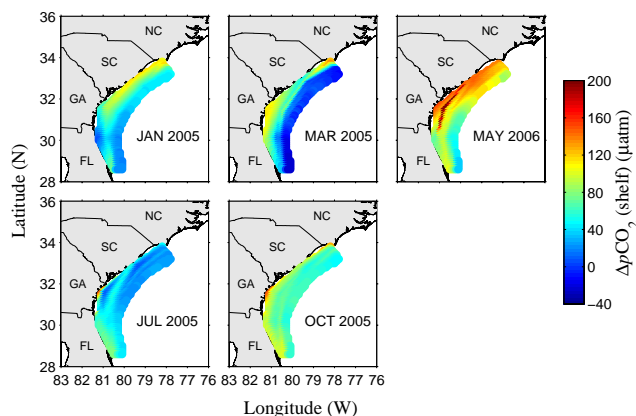 36
34
32
30
28
NC
SC
GA
FL
JAN 2005
NC
SC
GA
FL
MAR 2005
NC
SC
GA
FL
MAY 2006
36
34
32
30
28
NC
SC
GA
FL
JUL 2005
83 82 81 80 79 78 77 76
NC
SC
GA
FL
OCT 2005
83 82 81 80 79 78 77 76
Latitude (N)
Longitude (W)
200
160
120
80
40
0
−40
ΔpCO₂ (shelf) (μatm)